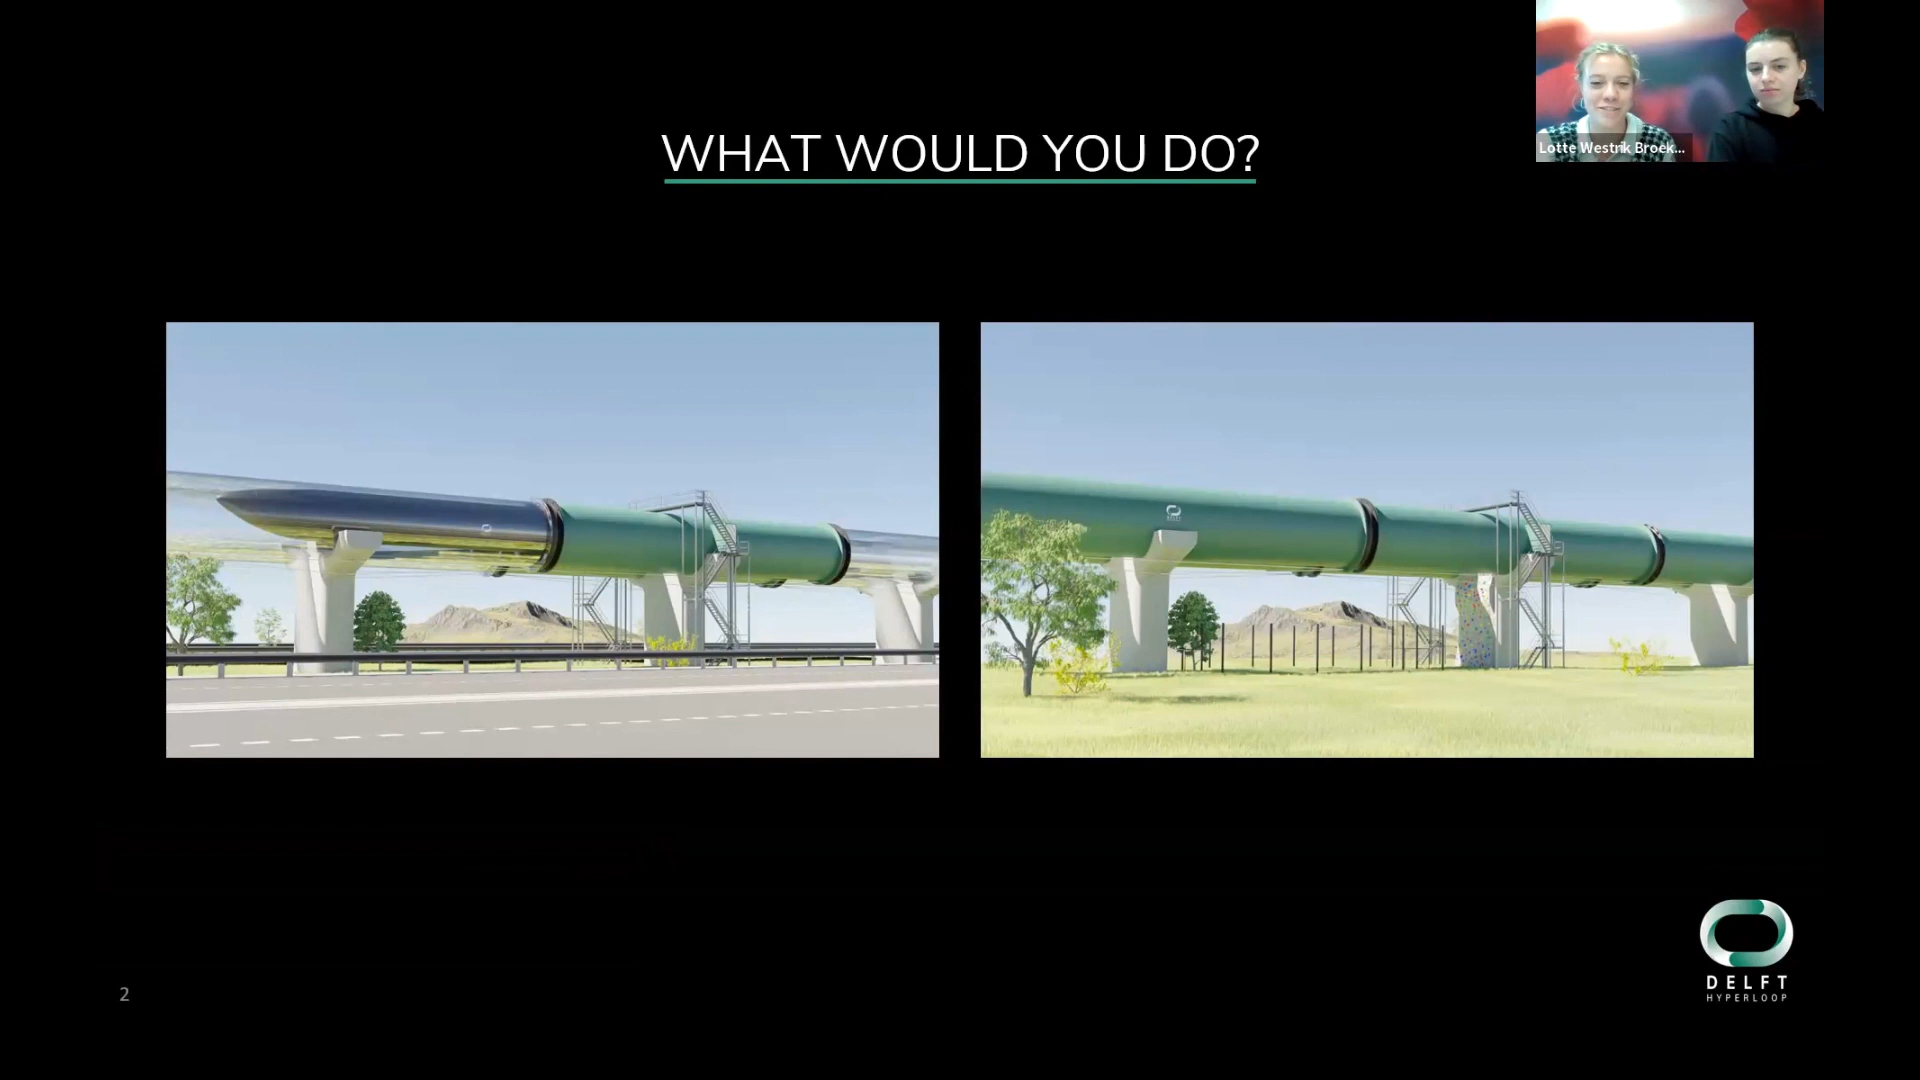 Lotte Westrik Broek...
WHAT WOULD YOU DO?
DELFT
HYPERLOOP
2